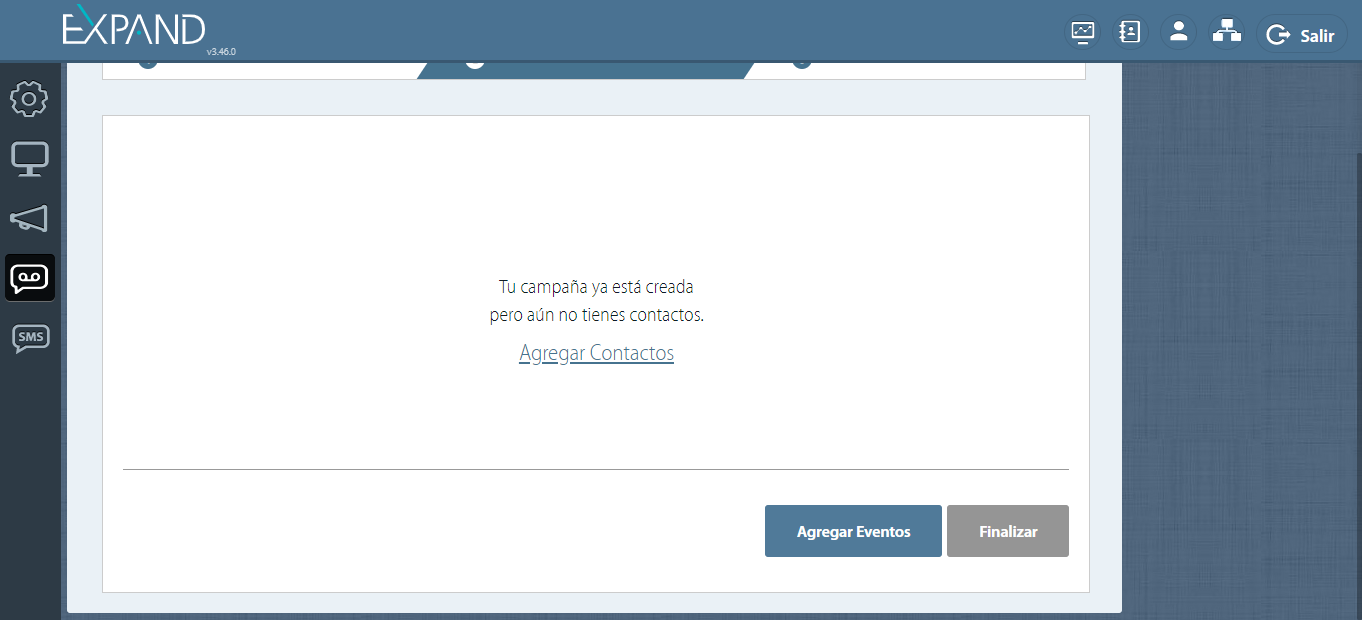 EXPAND
v3.46.0
Salir
SMS
Tu campaña ya está creada
pero aún no tienes contactos.
Agregar Contactos
Agregar Eventos
Finalizar